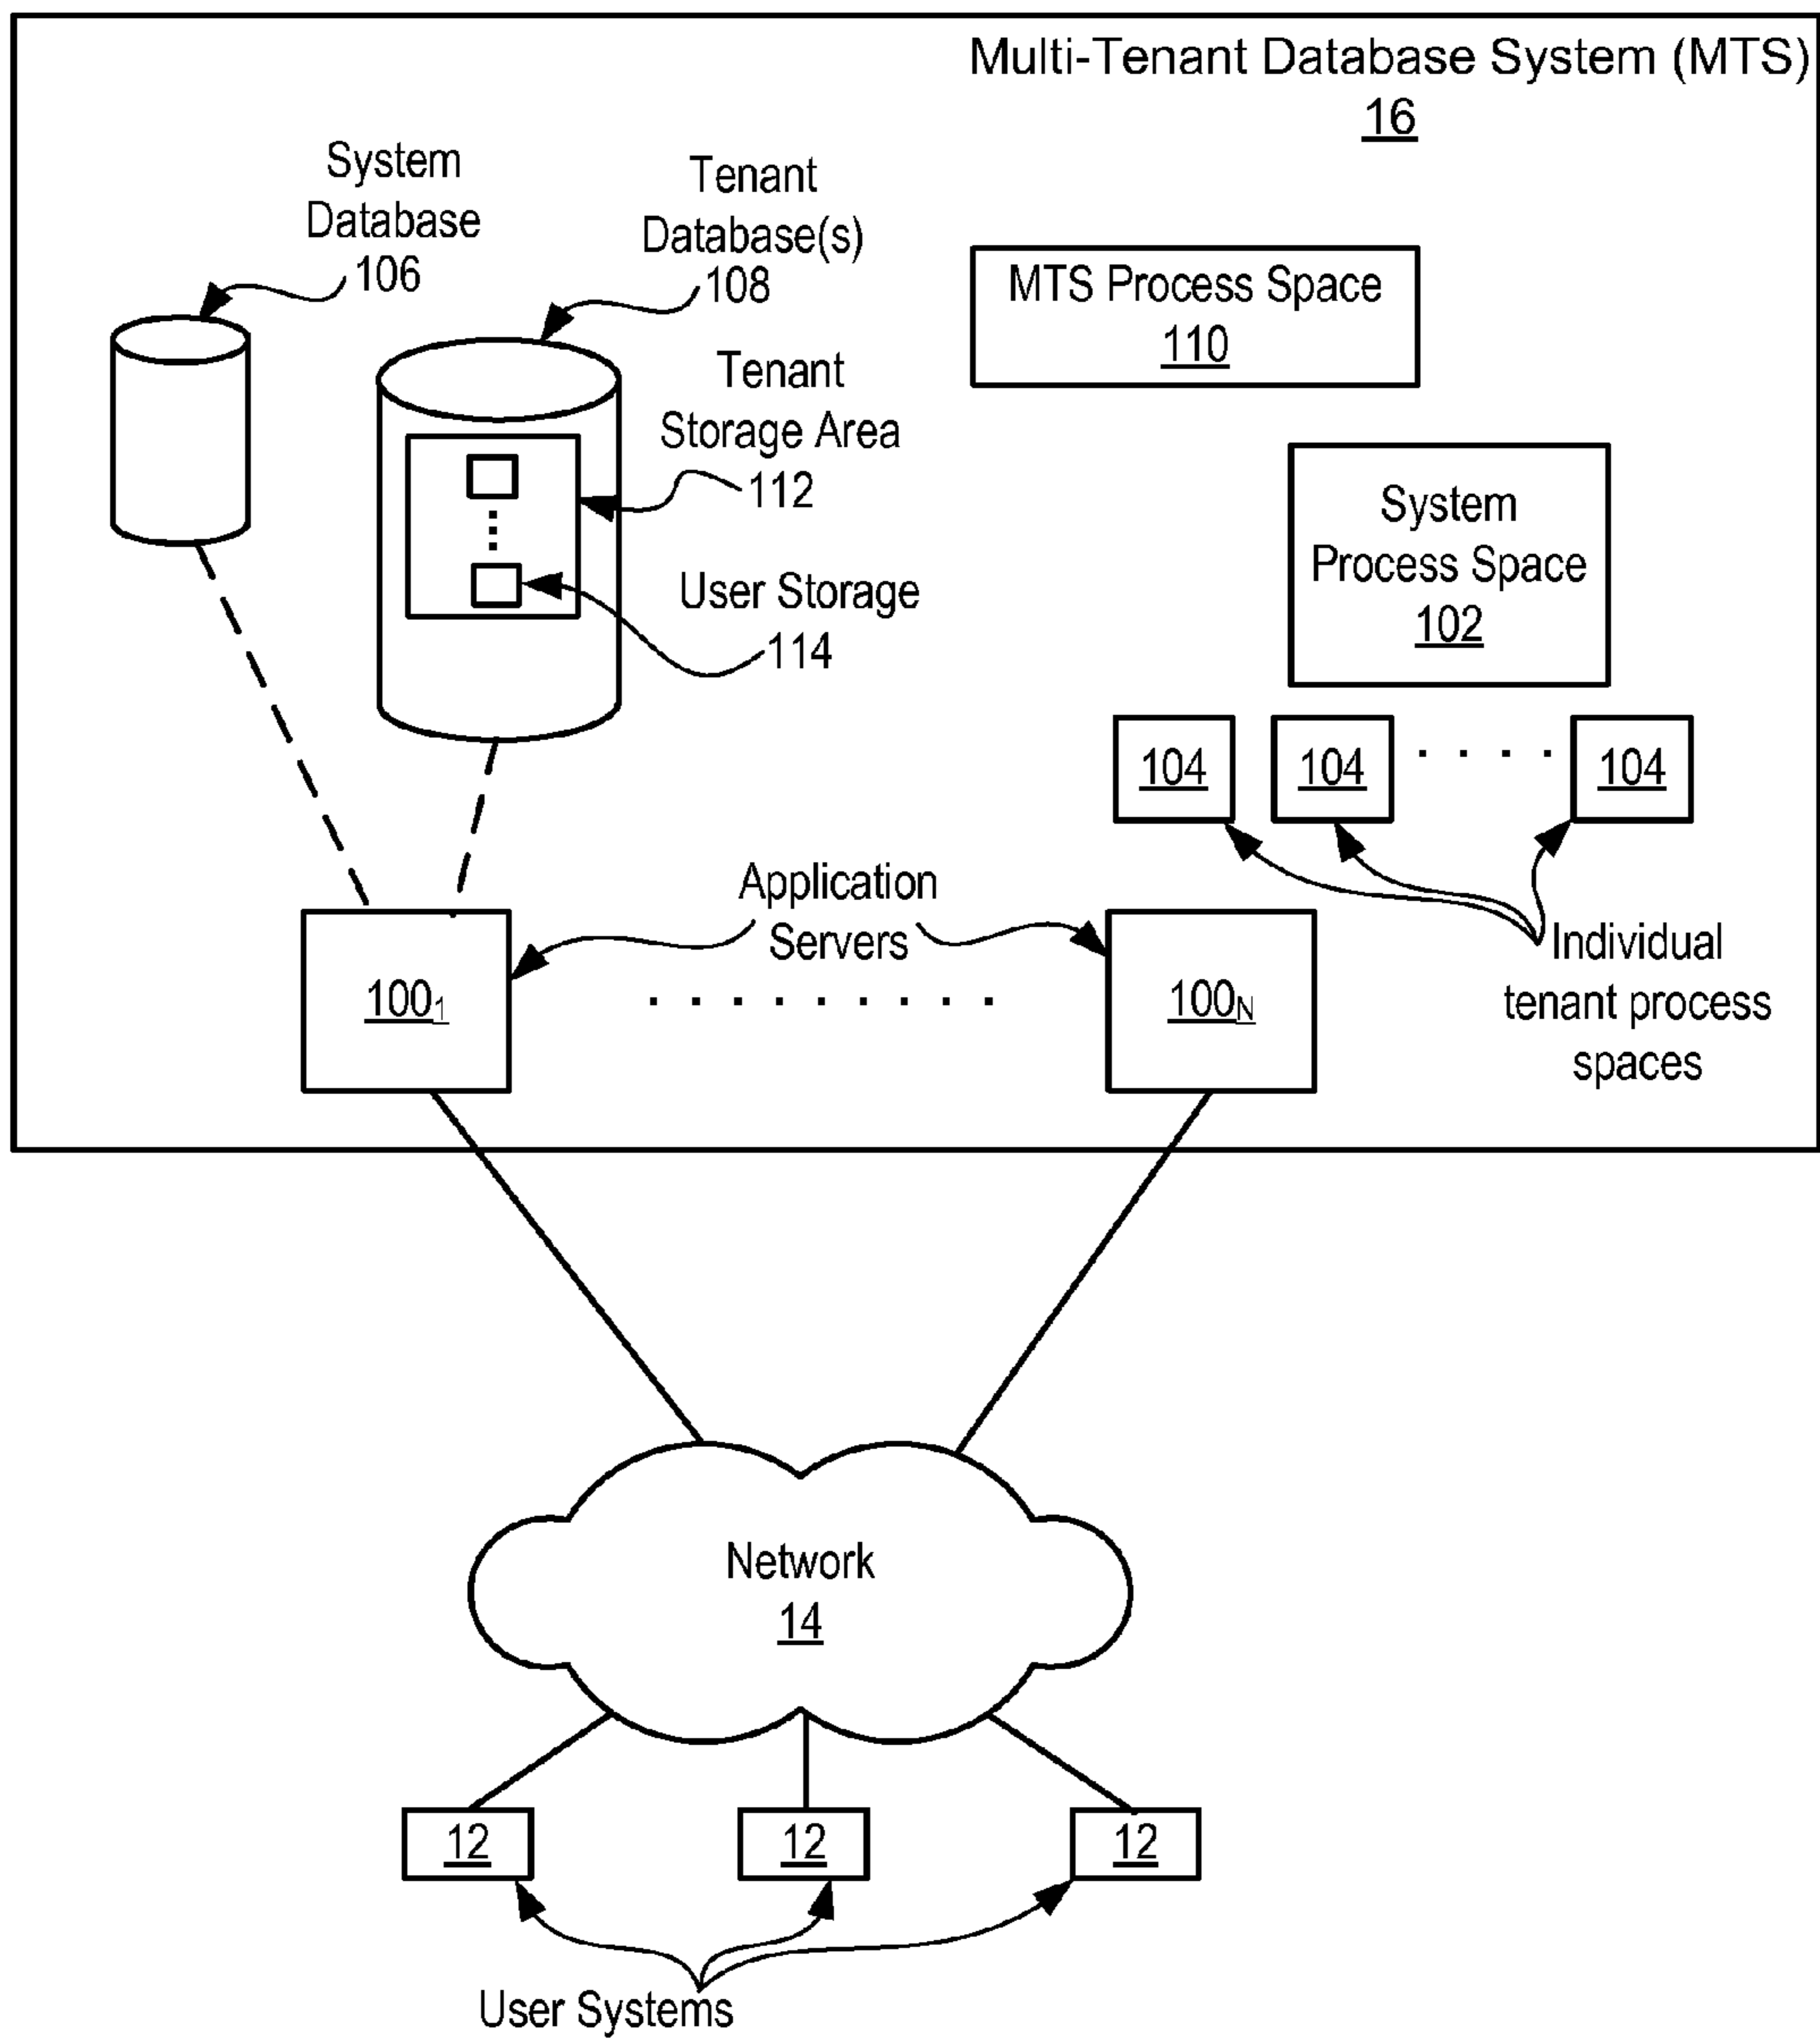 Multi-Tenant Database System (MTS)
16
System
Database
106
Tenant
Database(s)
108
MTS Process Space
110
Tenant
Storage Area
112
System
Process Space
102
User Storage
114
104
104
104
Application
Servers
Individual
tenant process
spaces
100₁
100N
Network
14
12
12
12
User Systems